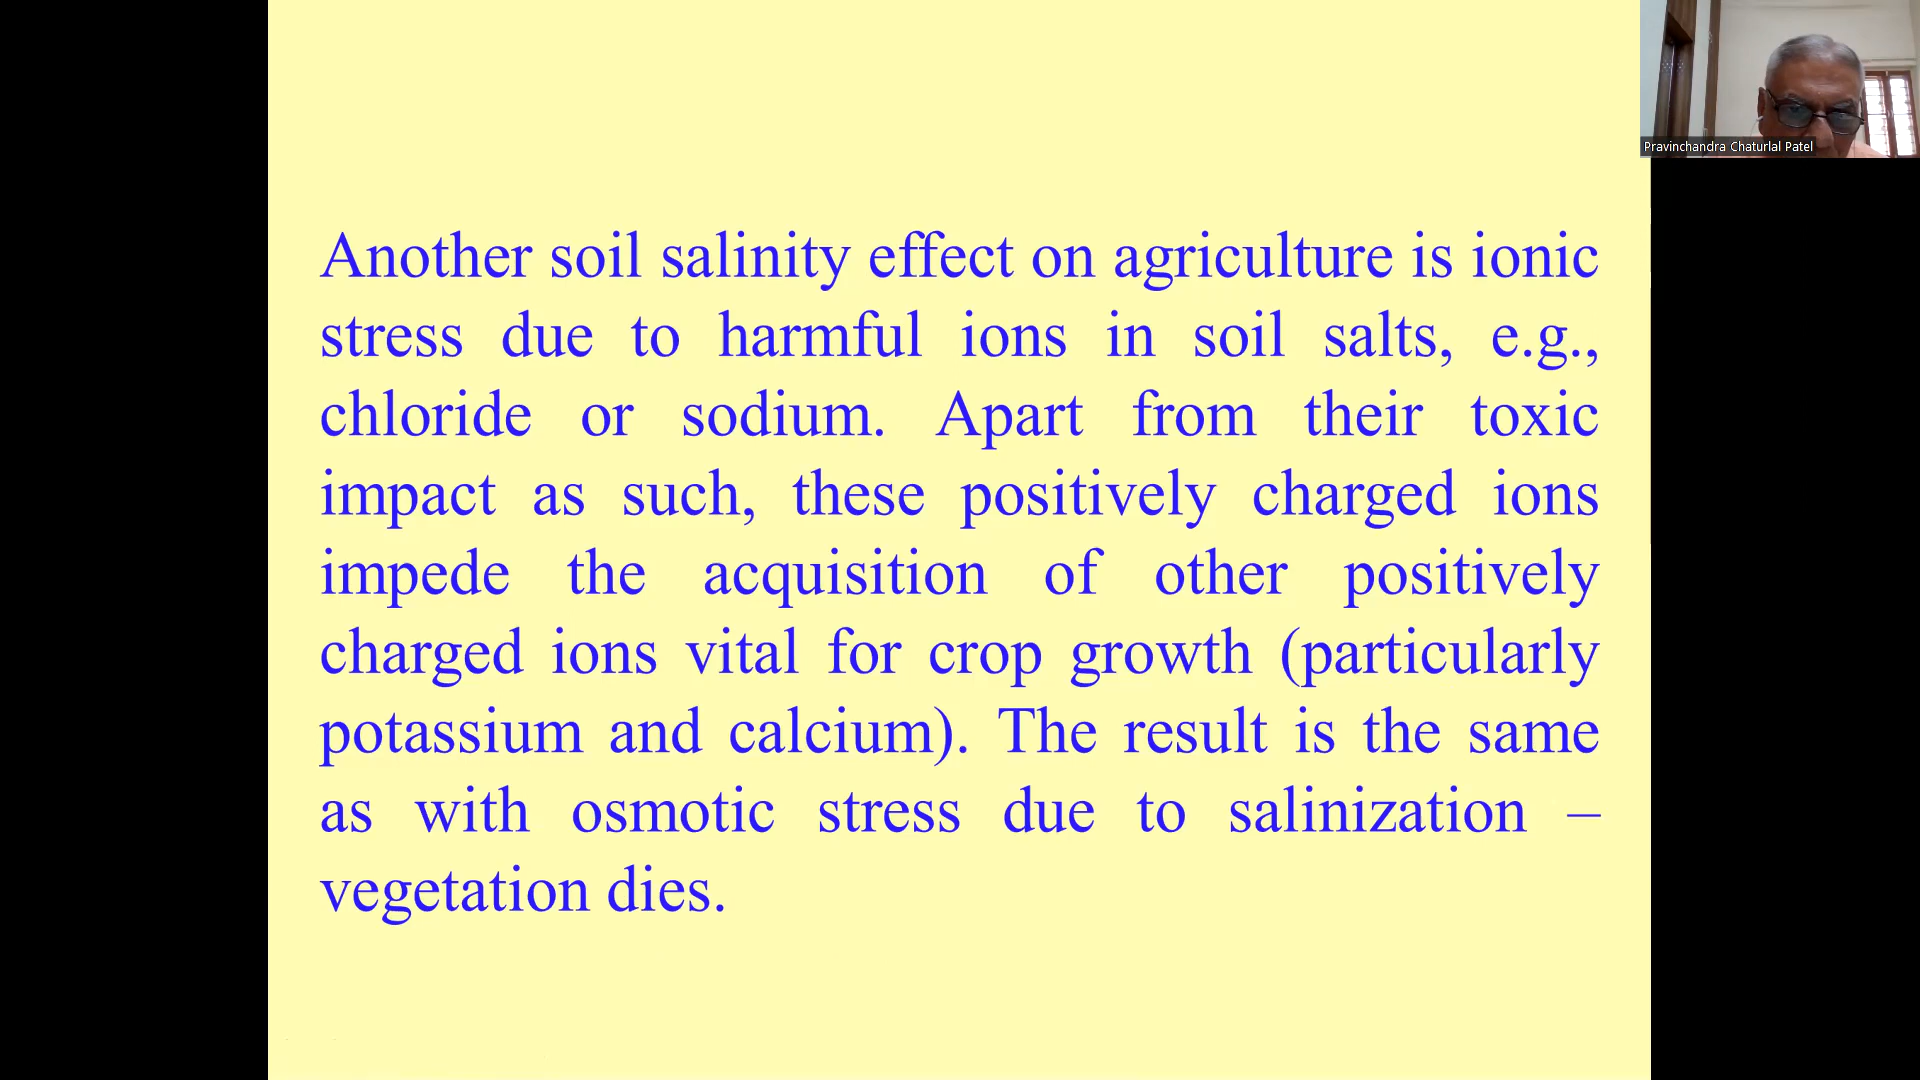 Pravinchandra Chaturlal Patel
Another soil salinity effect on agriculture is ionic
stress due to harmful ions in soil salts, e.g.,
chloride or sodium. Apart from their toxic
impact as such, these positively charged ions
impede the acquisition of other positively
charged ions vital for crop growth (particularly
potassium and calcium). The result is the same
as with osmotic stress due to salinization –
vegetation dies.